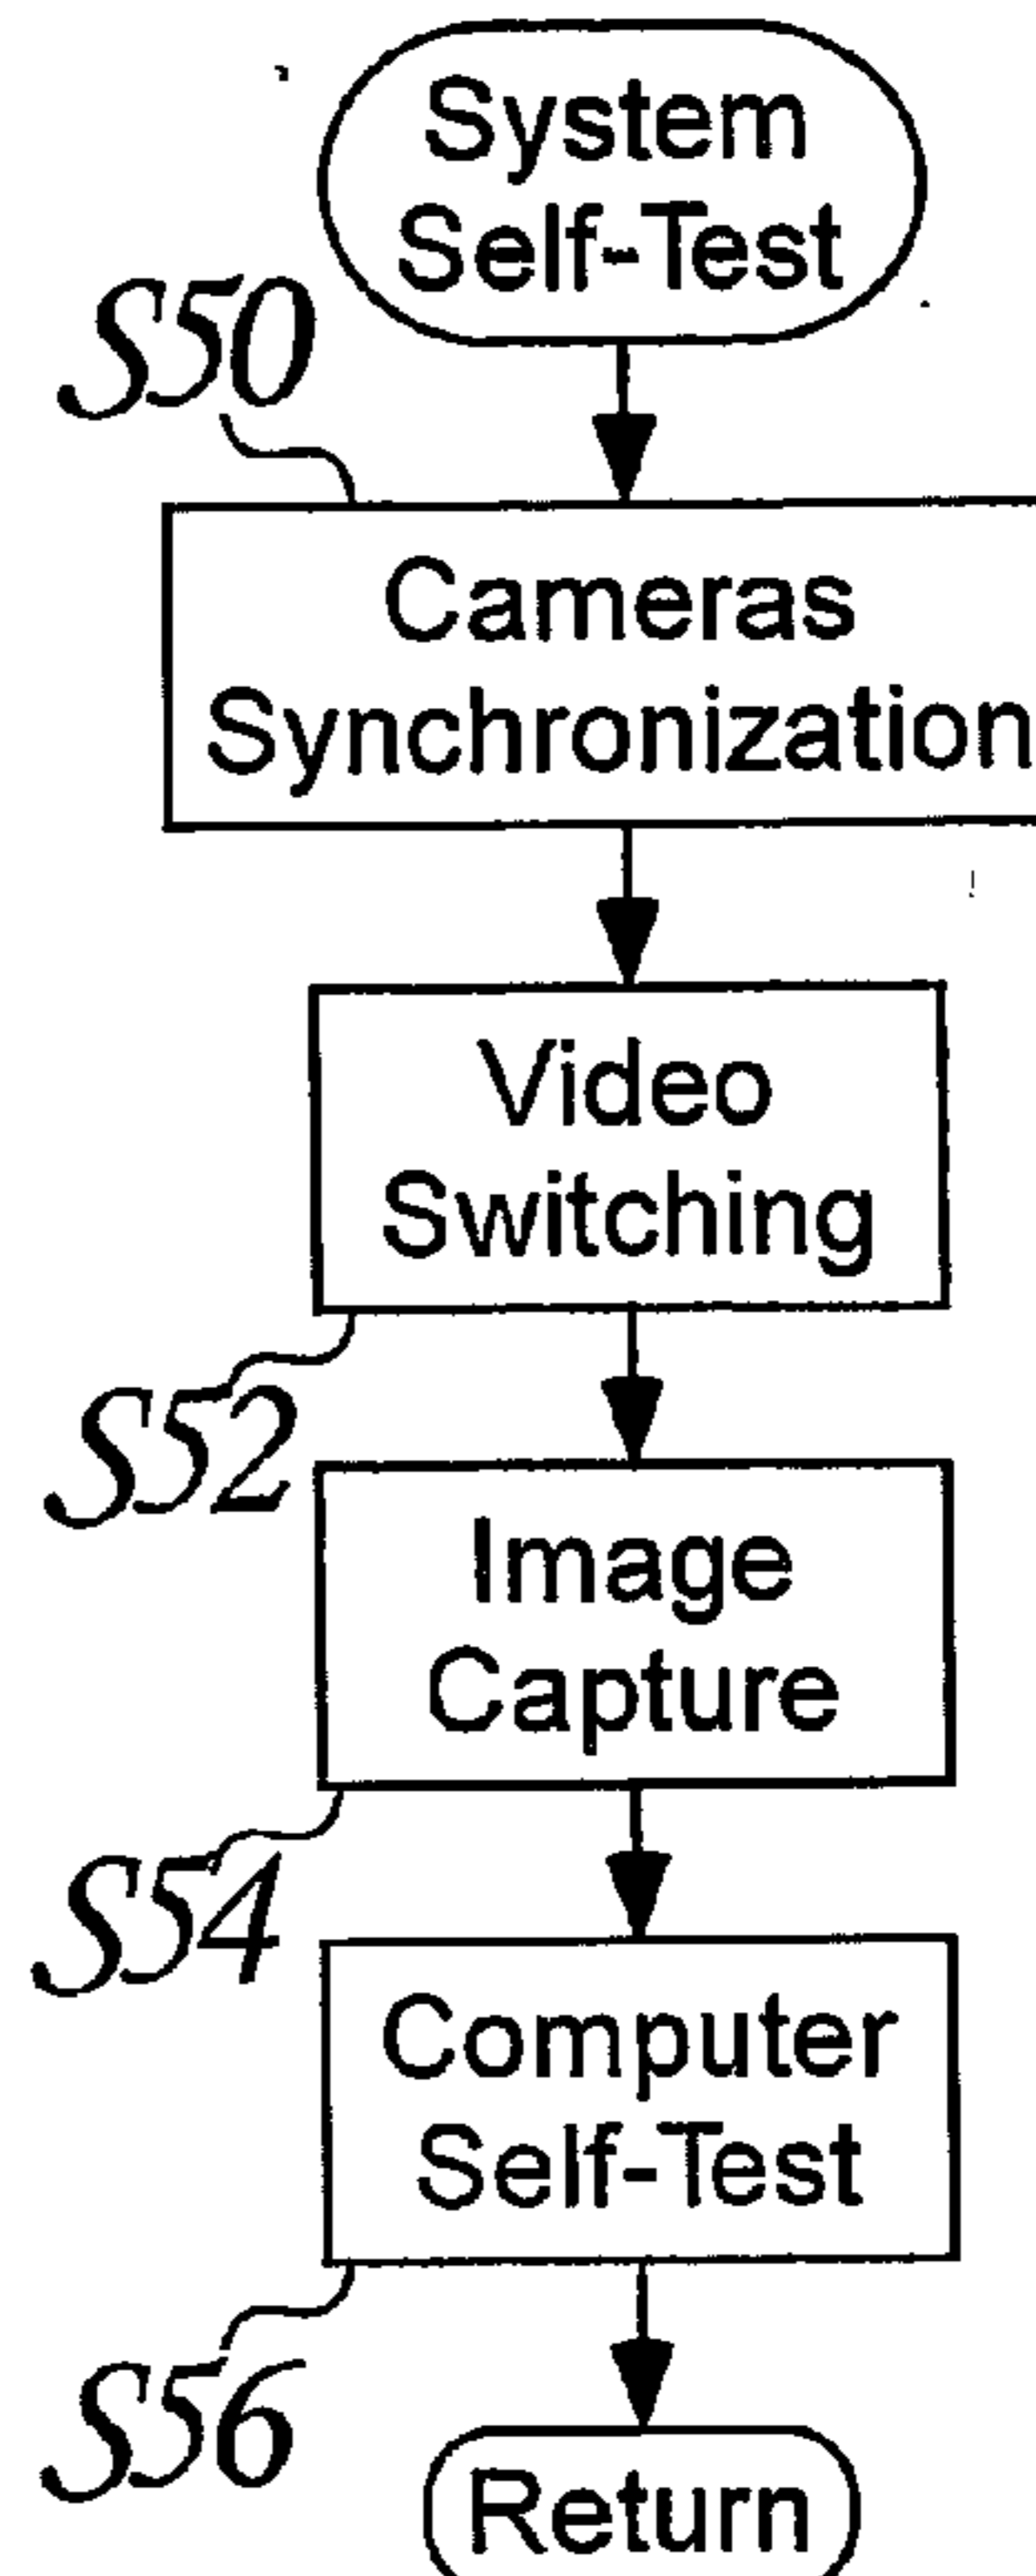 System
Self-Test
S50
Cameras
Synchronization
Video
Switching
S52
Image
Capture
S54
Computer
Self-Test
S56
Return